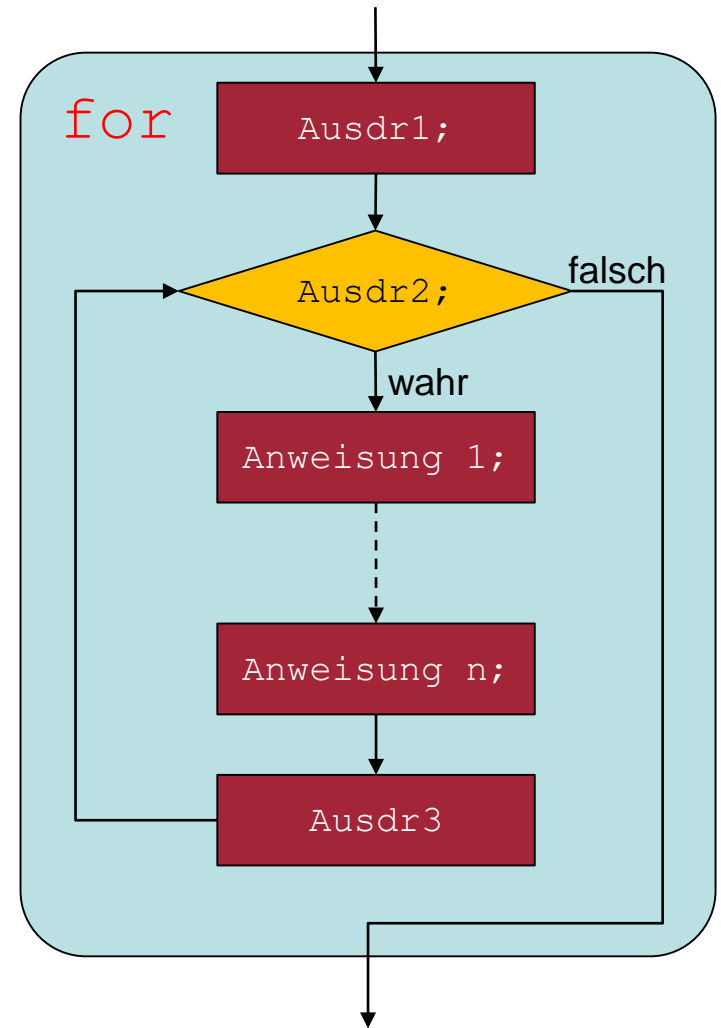 for
Ausdr1;
Ausdr2;
falsch
wahr
Anweisung 1;
Anweisung n;
Ausdr3